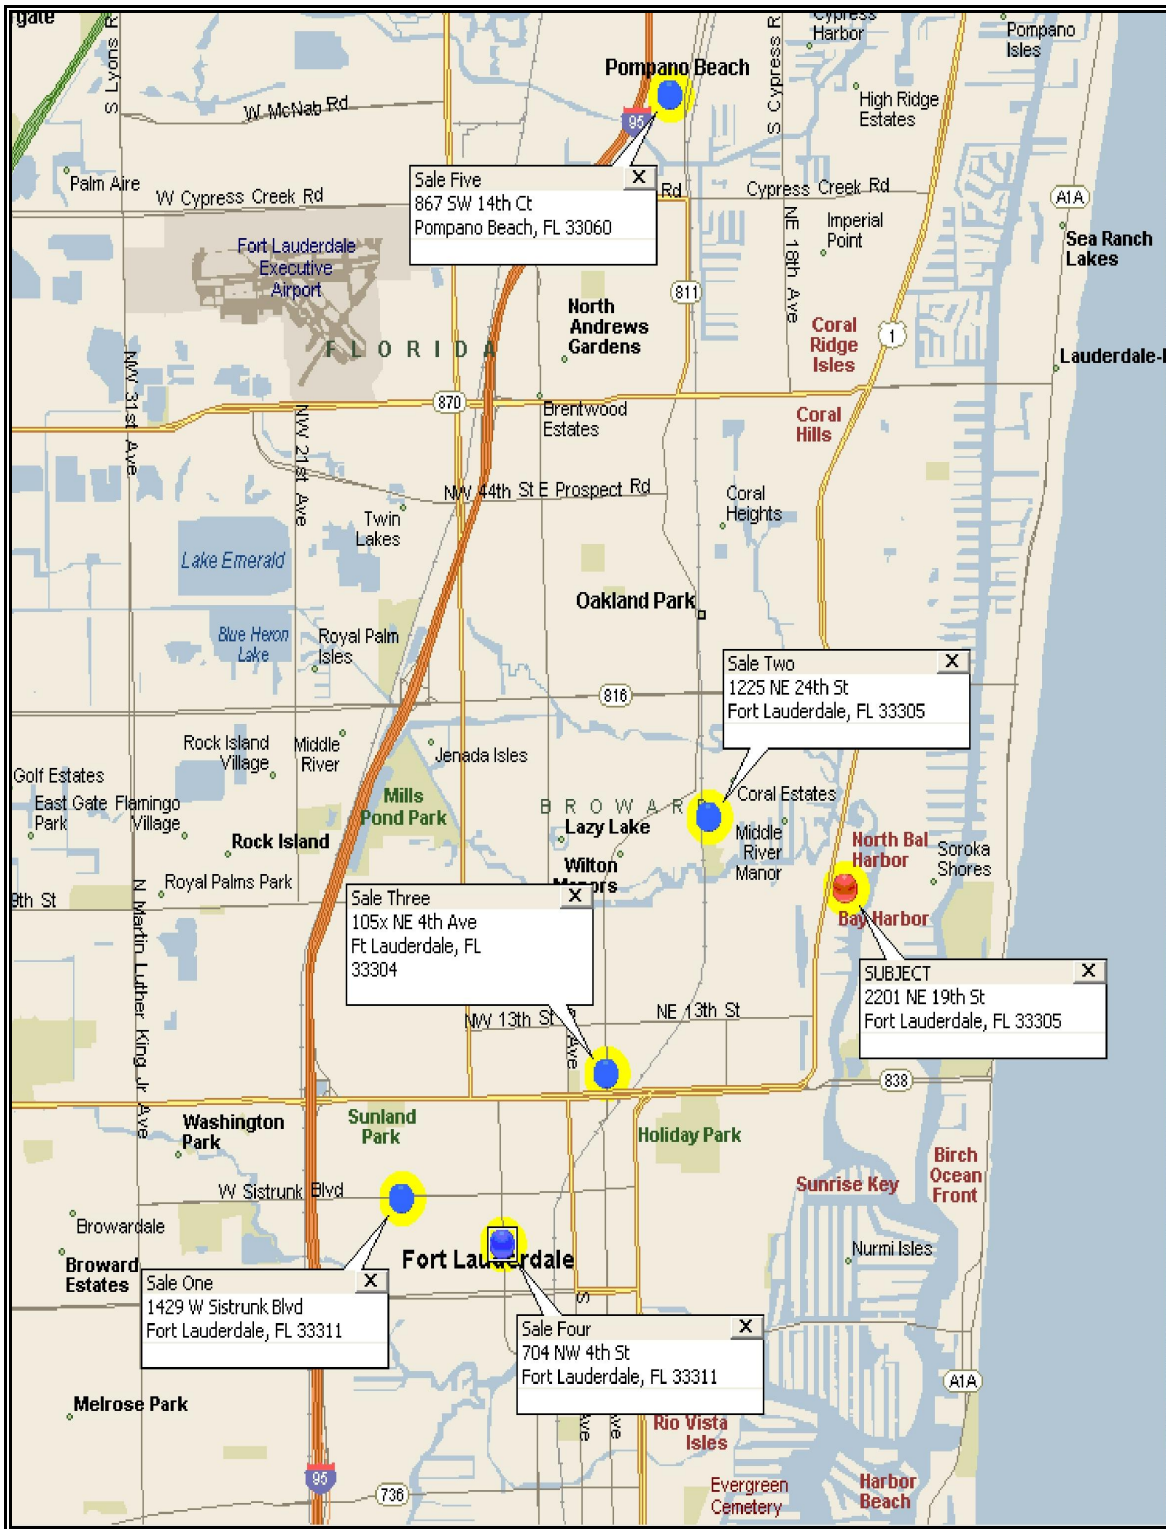 gate
S Lyons R
W McNab Rd
Pompano Beach
95
S Cypress R
Cypress
Harbor
Pompano
Isles
High Ridge
Estates
Palm Aire
W Cypress Creek Rd
Sale Five
X
867 SW 14th Ct
Pompano Beach, FL 33060
Rd
Cypress Creek Rd
A1A
NE 18th Ave
Imperial
Point
Sea Ranch
Lakes
Fort Lauderdale
Executive
Airport
811
North
Andrews
Gardens
FLORIDA
Coral
Ridge
Isles
1
Lauderdale-
NW 31st Ave
NW 21st Ave
870
Brentwood
Estates
Coral
Hills
NW 44th St
E Prospect Rd
Coral
Heights
Twin
Lakes
Lake Emerald
Oakland Park
Blue Heron
Lake
Royal Palm
Isles
Sale Two
X
1225 NE 24th St
Fort Lauderdale, FL 33305
816
Rock Island
Village
Middle
River
Jenada Isles
Golf Estates
East Gate
Park
Flamingo
Village
Mills
Pond Park
BROWARD
Coral Estates
Lazy Lake
Rock Island
Middle
River
Manor
North Bal
Harbor
Soroka
Shores
Wilton
Manors
Royal Palms Park
9th St
N Martin Luther King Jr Ave
Sale Three
X
105x NE 4th Ave
Ft Lauderdale, FL
33304
Bay Harbor
SUBJECT
X
2201 NE 19th St
Fort Lauderdale, FL 33305
NW 13th St
NE 13th St
Ave
838
Washington
Park
Sunland
Park
Holiday Park
Birch
Ocean
Front
Sunrise Key
W Sistrunk Blvd
Browardale
Broward
Estates
Fort Lauderdale
Nurmi Isles
Sale One
X
1429 W Sistrunk Blvd
Fort Lauderdale, FL 33311
S
Sale Four
X
704 NW 4th St
Fort Lauderdale, FL 33311
A1A
Melrose Park
Ave
Ave
Rio Vista
Isles
95
736
Evergreen
Cemetery
Harbor
Beach